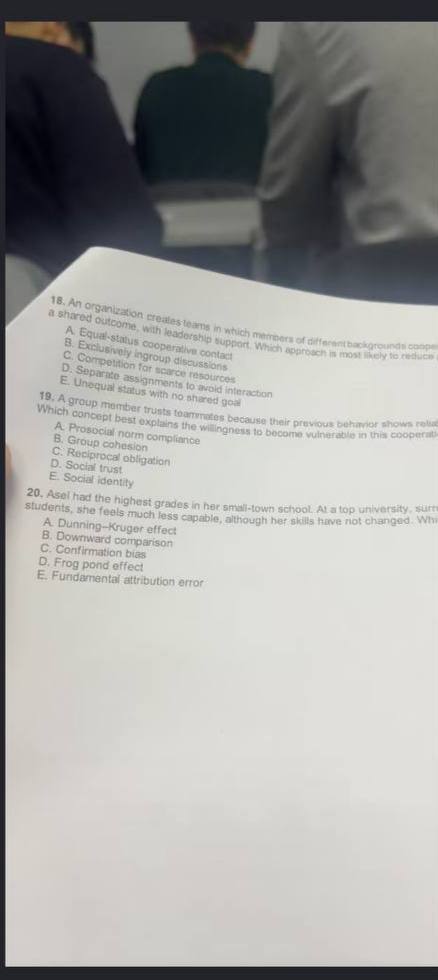 18. An organization creates teams in which members of different backgrounds
a shared outcome, with leadership support. Which approach is most likely to reduce
A. Equal-status cooperative contact
B. Exclusively ingroup discussions
C. Competition for scarce resources
D. Separate assignments to avoid interaction
E. Unequal status with no shared goal
19. A group member trusts teammates because their previous behavior shows
Which concept best explains the willingness to become vulnerable in this
A. Prosocial norm compliance
B. Group cohesion
C. Reciprocal obligation
D. Social trust
E. Social identity
20. Asel had the highest grades in her small-town school. At a top university,
students, she feels much less capable, although her skills have not changed.
A. Dunning–Kruger effect
B. Downward comparison
C. Confirmation bias
D. Frog pond effect
E. Fundamental attribution error